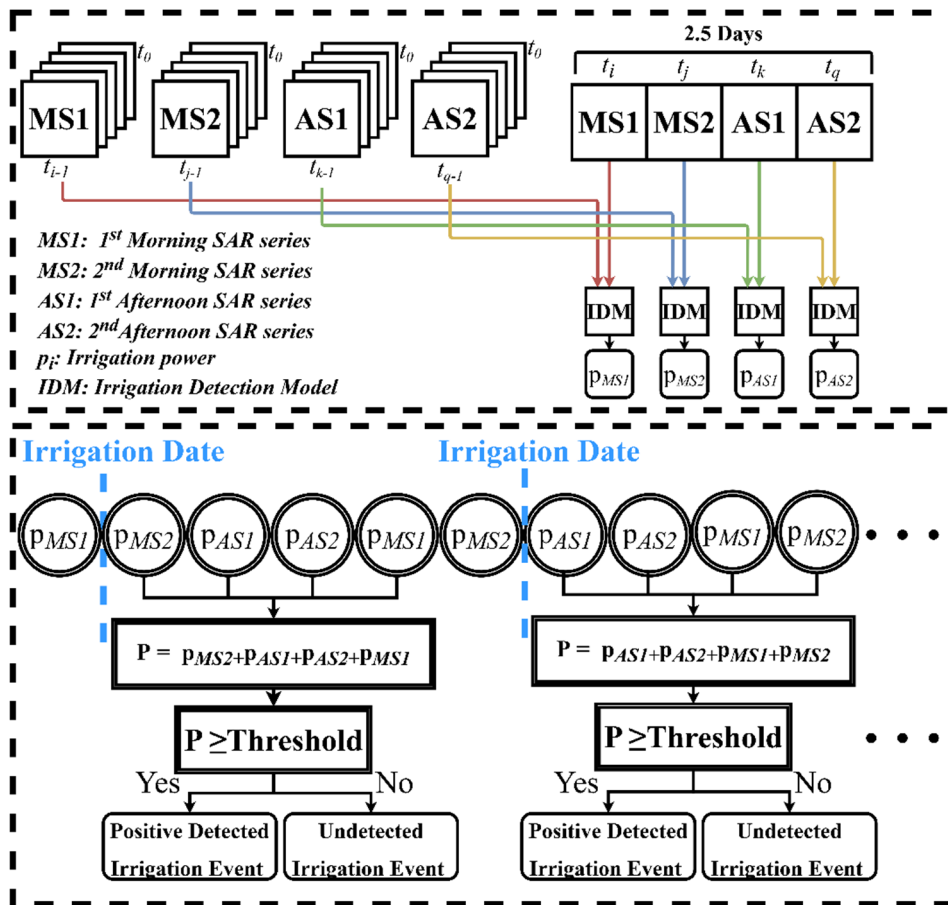 2.5 Days
t0 t0 t0 t0 ti tj tk tq
MS1 MS2 AS1 AS2 MS1 MS2 AS1 AS2
ti-1 tj-1 tk-1 tq-1
MS1: 1st Morning SAR series
MS2: 2nd Morning SAR series
AS1: 1st Afternoon SAR series
AS2: 2nd Afternoon SAR series
pi: Irrigation power
IDM: Irrigation Detection Model
IDM IDM IDM IDM
pMS1 pMS2 pAS1 pAS2
Irrigation Date Irrigation Date
pMS1 pMS2 pAS1 pAS2 pMS1 pMS2 pAS1 pAS2 pMS1 pMS2 • • •
P = pMS2+pAS1+pAS2+pMS1 P = pAS1+pAS2+pMS1+pMS2
P ≥Threshold P ≥Threshold • • •
Yes No Yes No
Positive Detected Undetected Positive Detected Undetected
Irrigation Event Irrigation Event Irrigation Event Irrigation Event